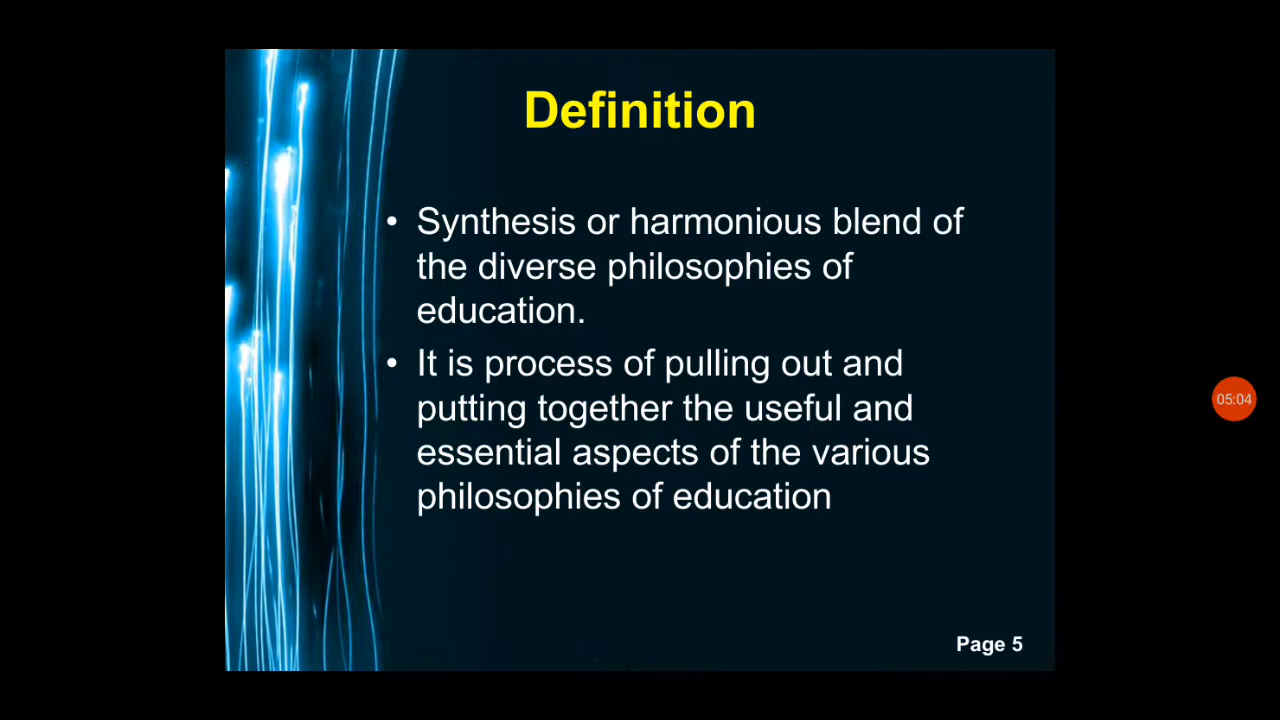 Definition
• Synthesis or harmonious blend of
the diverse philosophies of
education.
• It is process of pulling out and
putting together the useful and
essential aspects of the various
philosophies of education
05:04
Page 5